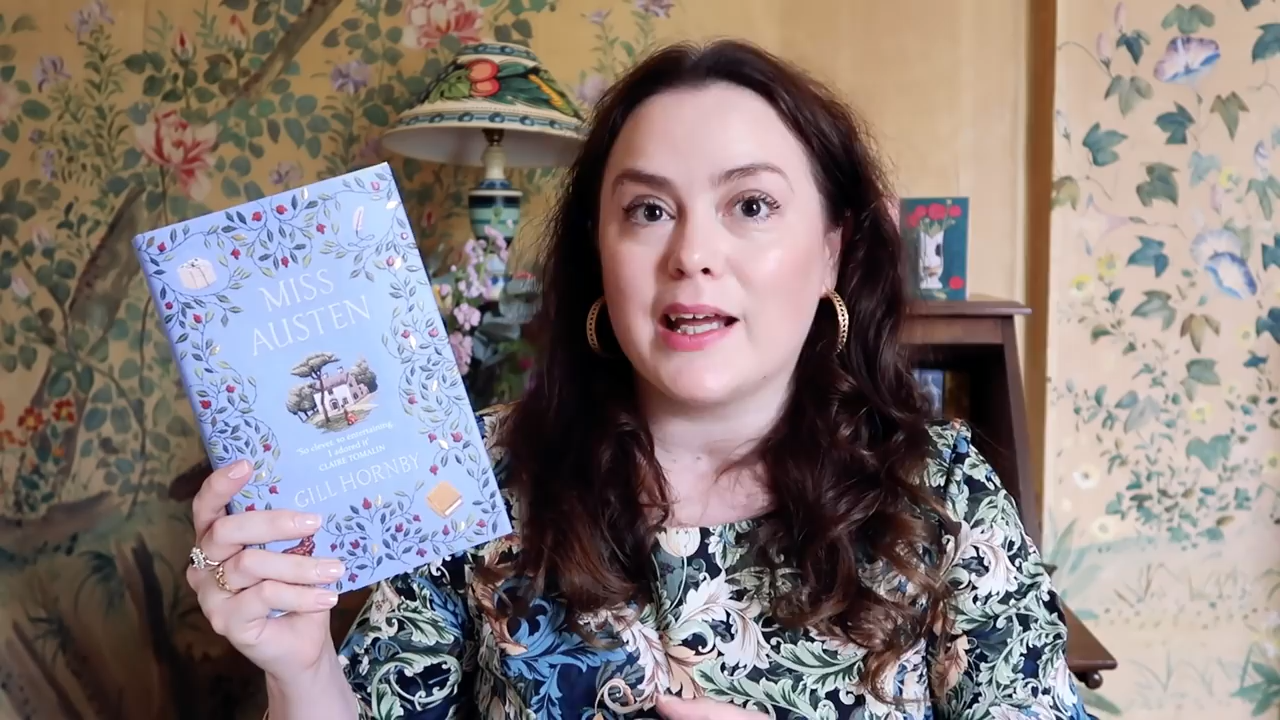 MISS
AUSTEN
'So clever, so entertaining.
I adored it'
CLAIRE TOMALIN
GILL HORNBY